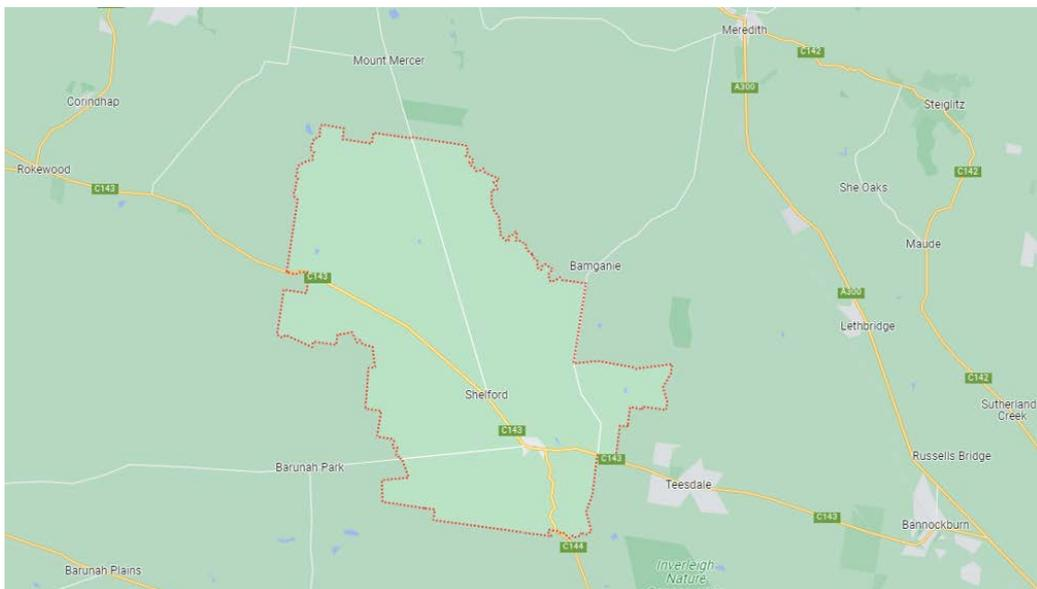 Meredith
C142
Mount Mercer
A300
Corindhap
Steiglitz
Rokewood
C142
C143
She Oaks
Maude
Bamganie
C143
A300
Lethbridge
C142
Shelford
Sutherland
Creek
C143
Russells Bridge
C143
Barunah Park
Teesdale
C143
Bannockburn
C144
Inverleigh
Nature
Barunah Plains